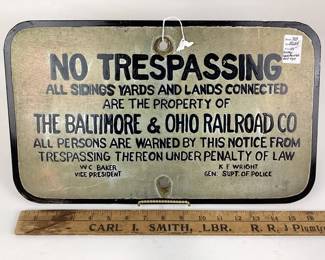 NO TRESPASSING
ALL SIDINGS YARDS AND LANDS CONNECTED
ARE THE PROPERTY OF
THE BALTIMORE & OHIO RAILROAD CO
ALL PERSONS ARE WARNED BY THIS NOTICE FROM
TRESPASSING THEREON UNDER PENALTY OF LAW
W C BAKER K F WRIGHT
VICE PRESIDENT GEN. SUPT. OF POLICE
CARL I. SMITH, LBR. R. R. J